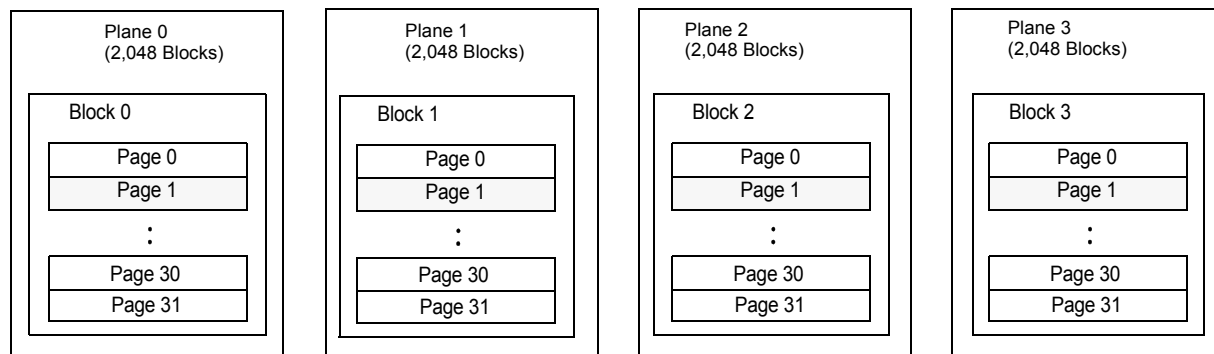 Plane 0
(2,048 Blocks)
Block 0
Page 0
Page 1
:
Page 30
Page 31
Plane 1
(2,048 Blocks)
Block 1
Page 0
Page 1
:
Page 30
Page 31
Plane 2
(2,048 Blocks)
Block 2
Page 0
Page 1
:
Page 30
Page 31
Plane 3
(2,048 Blocks)
Block 3
Page 0
Page 1
:
Page 30
Page 31